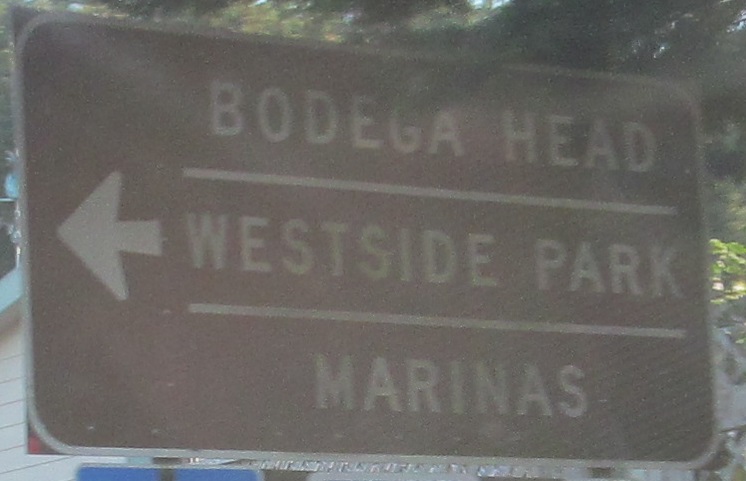 BODEGA HEAD
WESTSIDE PARK
MARINAS